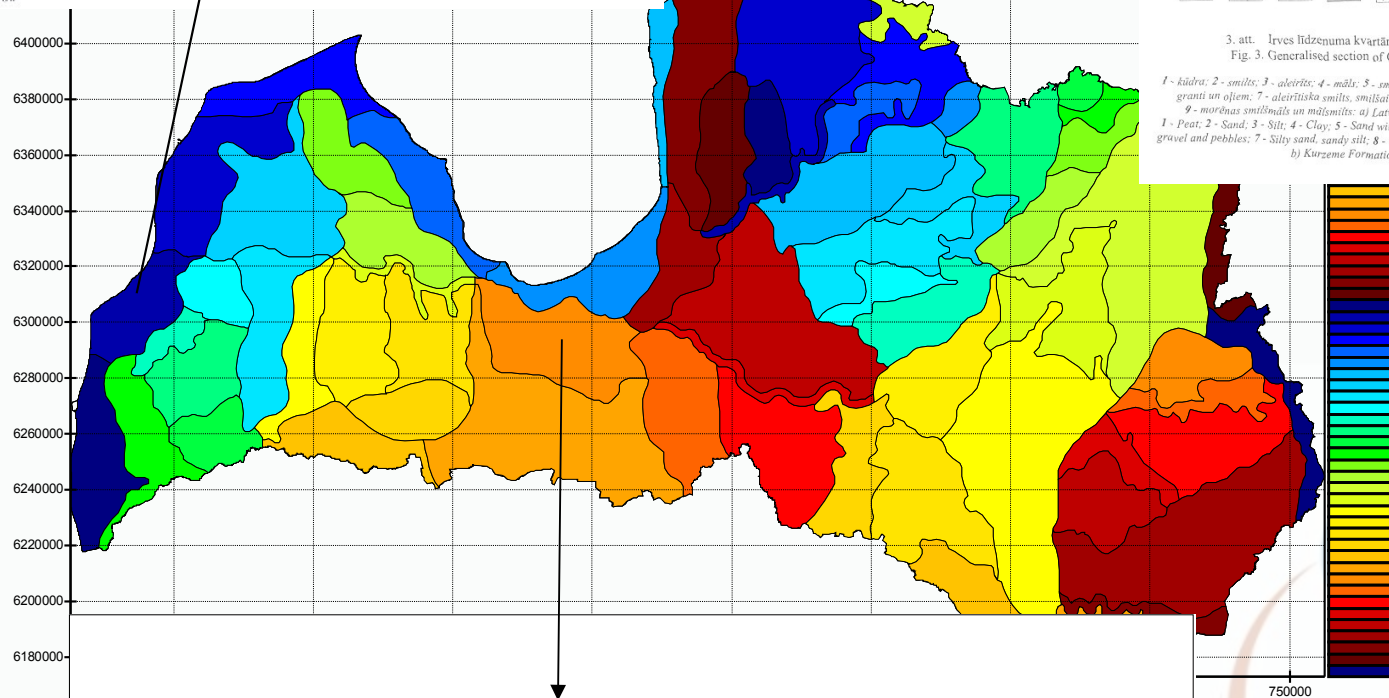 3. att. Irves līdzenuma kvartār
Fig. 3. Generalised section of
1 - kūdra; 2 - smilts; 3 - aleirīts; 4 - māls; 5 - sm
granti un oļiem; 7 - aleirītiska smilts, smilšai
9 - morēnas smilšmāls un mālsmilts: a) Lat
1 - Peat; 2 - Sand; 3 - Silt; 4 - Clay; 5 - Sand wi
gravel and pebbles; 7 - Silty sand, sandy silt; 8 -
b) Kurzeme Formatio
6400000
6380000
6360000
6340000
6320000
6300000
6280000
6260000
6240000
6220000
6200000
6180000
750000